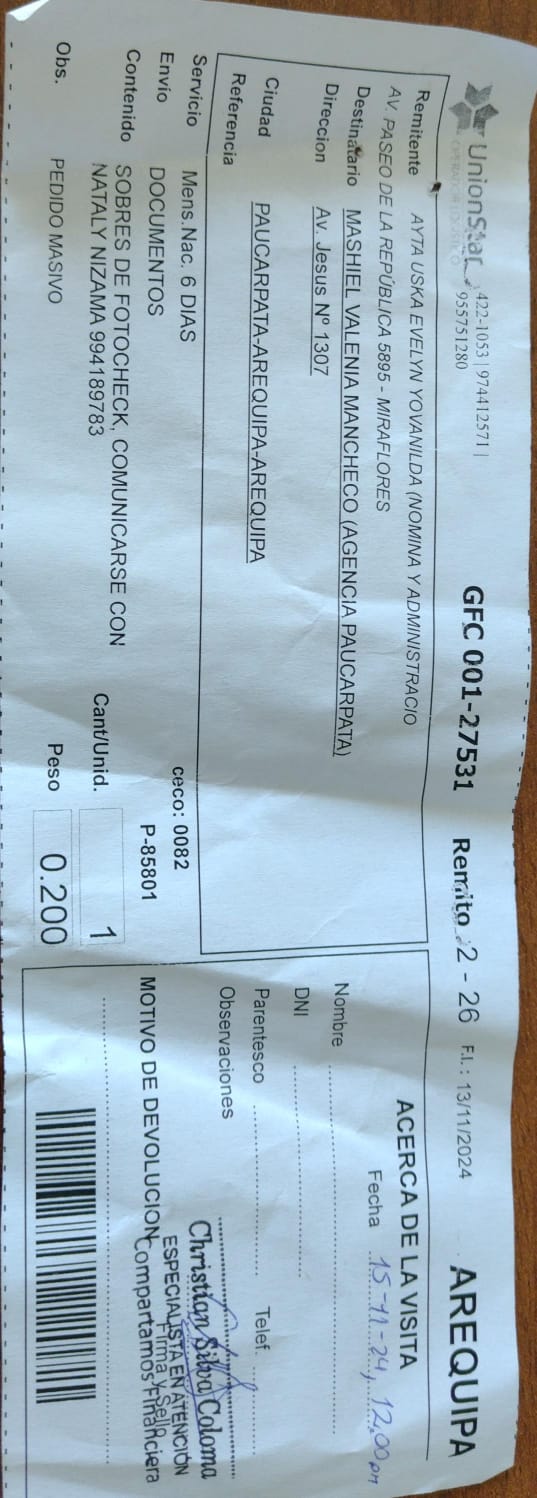 UnionStar
OPERADOR LOGISTICO
422-1053 | 974412571 |
955751280
GFC 001-27531
Remito 2 - 26
F.I. : 13/11/2024
AREQUIPA
Remitente AYTA USKA EVELYN YOVANILDA (NOMINA Y ADMINISTRACIO
AV. PASEO DE LA REPÚBLICA 5895 - MIRAFLORES
Destinatario MASHIEL VALENIA MANCHECO (AGENCIA PAUCARPATA)
Direccion Av. Jesus Nº 1307
Ciudad PAUCARPATA-AREQUIPA-AREQUIPA
Referencia
Servicio Mens.Nac. 6 DIAS
ceco: 0082
Envío DOCUMENTOS
P-85801
Contenido SOBRES DE FOTOCHECK, COMUNICARSE CON
NATALY NIZAMA 994189783
Cant/Unid. 1
Obs. PEDIDO MASIVO
Peso 0.200
ACERCA DE LA VISITA
Fecha 15-11-24, 12:00 pm
Nombre
DNI
Parentesco
Telef
Observaciones
Christian Silva Coloma
ESPECIALISTA EN ATENCIÓN
Firma y Sello
MOTIVO DE DEVOLUCION
Compartamos Financiera